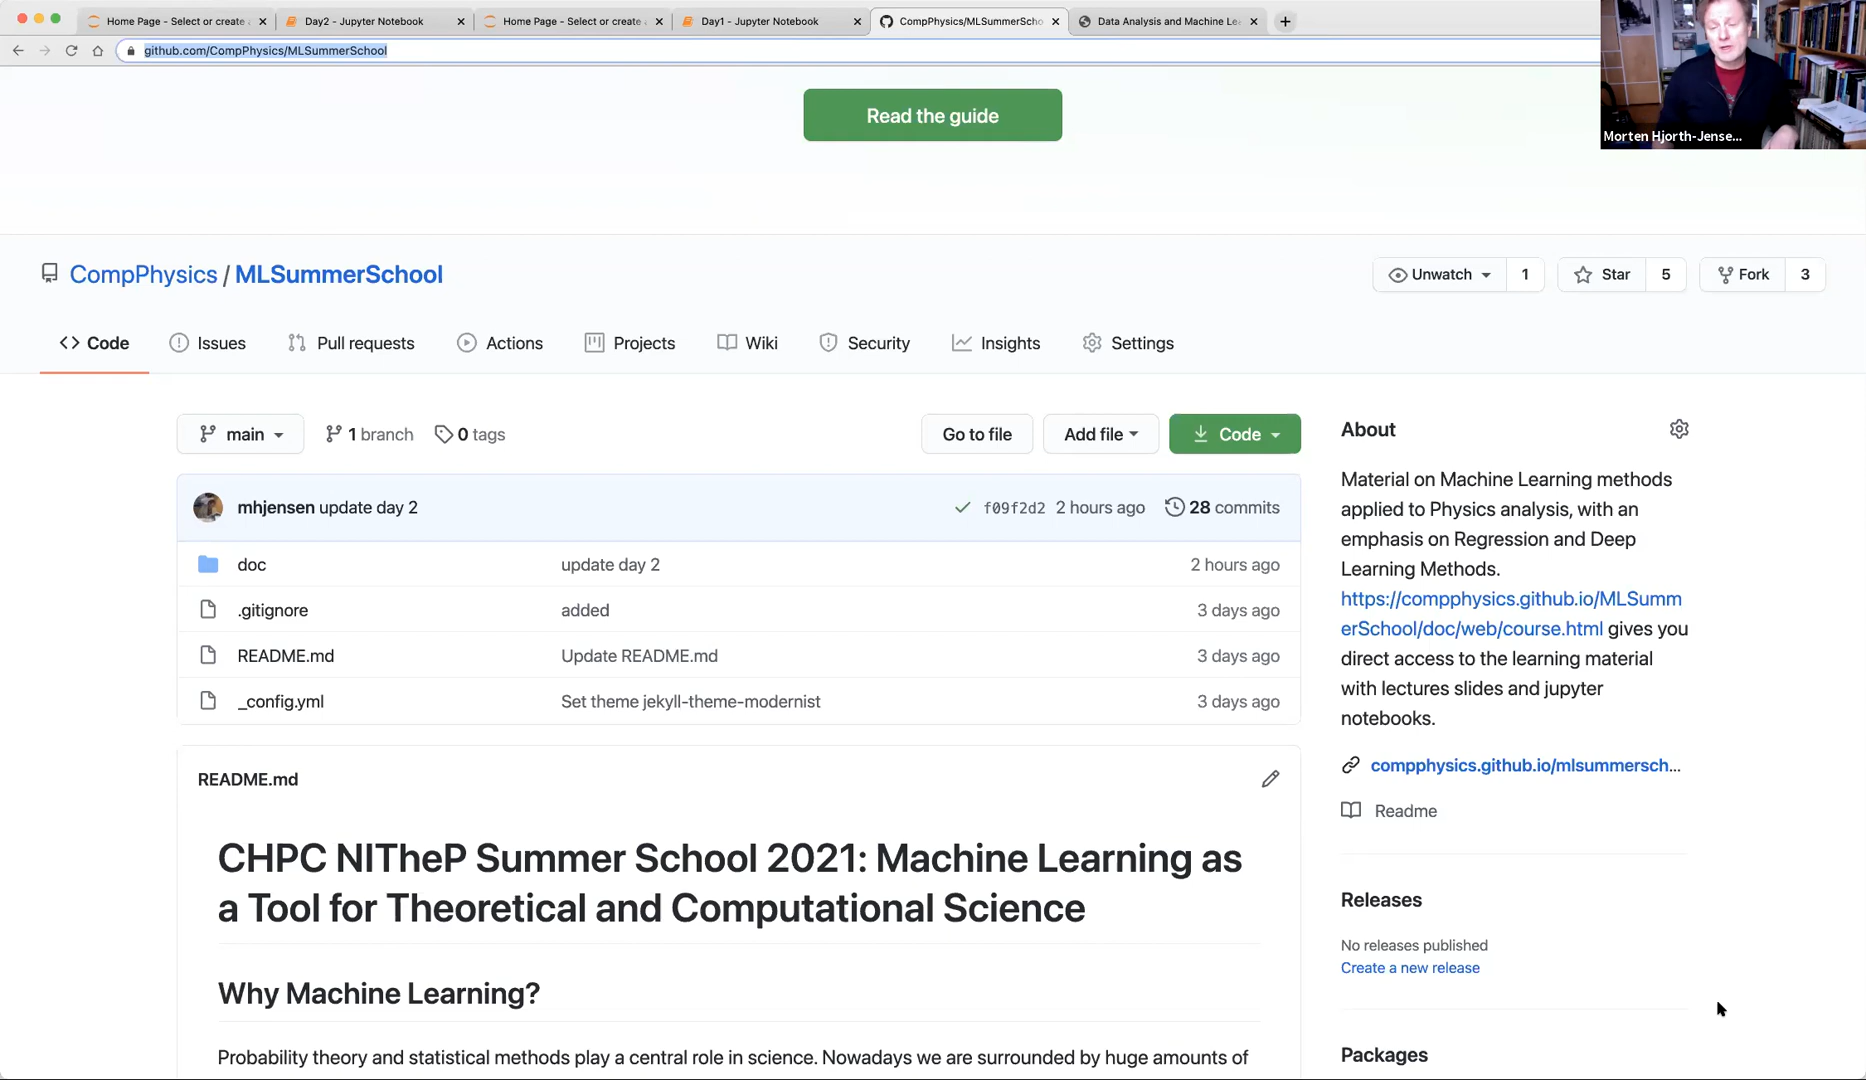 Home Page - Select or create
Day2 - Jupyter Notebook
Home Page - Select or create
Day1 - Jupyter Notebook
CompPhysics/MLSummerScho
Data Analysis and Machine Le
github.com/CompPhysics/MLSummerSchool
Morten Hjorth-Jense...
Read the guide
CompPhysics / MLSummerSchool
Unwatch 1
Star 5
Fork 3
Code
Issues
Pull requests
Actions
Projects
Wiki
Security
Insights
Settings
main
1 branch
0 tags
Go to file
Add file
Code
mhjensen update day 2
f09f2d2 2 hours ago
28 commits
doc update day 2 2 hours ago
.gitignore added 3 days ago
README.md Update README.md 3 days ago
_config.yml Set theme jekyll-theme-modernist 3 days ago
README.md
CHPC NITheP Summer School 2021: Machine Learning as
a Tool for Theoretical and Computational Science
Why Machine Learning?
Probability theory and statistical methods play a central role in science. Nowadays we are surrounded by huge amounts of
About
Material on Machine Learning methods
applied to Physics analysis, with an
emphasis on Regression and Deep
Learning Methods.
https://compphysics.github.io/MLSumm
erSchool/doc/web/course.html gives you
direct access to the learning material
with lectures slides and jupyter
notebooks.
compphysics.github.io/mlsummersch...
Readme
Releases
No releases published
Create a new release
Packages